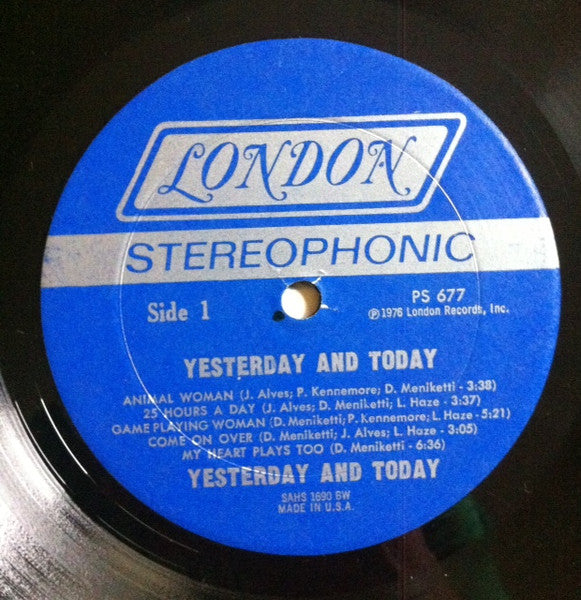 LONDON
STEREOPHONIC
Side 1
PS 677
℗1976 London Records, Inc.
YESTERDAY AND TODAY
ANIMAL WOMAN (J. Alves; P. Kennemore; D. Meniketti - 3:38)
25 HOURS A DAY (J. Alves; D. Meniketti; L. Haze - 3:37)
GAME PLAYING WOMAN (D. Meniketti; P. Kennemore; L. Haze - 5:21)
COME ON OVER (D. Meniketti; J. Alves; L. Haze - 3:05)
MY HEART PLAYS TOO (D. Meniketti - 6:36)
YESTERDAY AND TODAY
SAHS 1690 BW
MADE IN U.S.A.